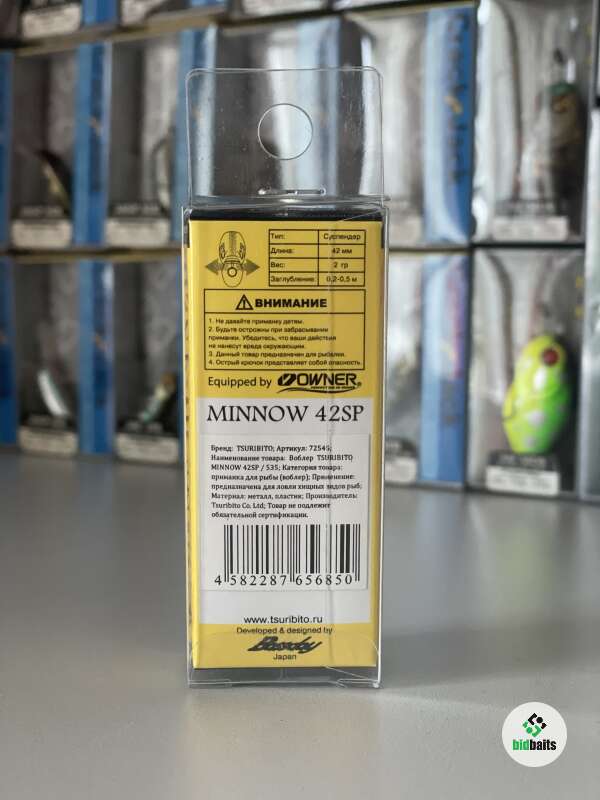 Тип: Суспендер
Длина: 42 мм
Вес: 2 гр
Заглубление: 0,2-0,5 м
ВНИМАНИЕ
1. Не давайте приманку детям.
2. Будьте осторожны при забрасывании
приманки. Убедитесь, что ваши действия
не нанесут вреда окружающим.
3. Данный товар предназначен для рыбалки.
4. Острый крючок представляет собой опасность.
Equipped by OWNER
MINNOW 42SP
Бренд: TSURIBITO; Артикул: 72545;
Наименование товара: Воблер TSURIBITO
MINNOW 42SP / 535; Категория товара:
приманка для рыбы (воблер); Применение:
предназначена для ловли хищных видов рыб;
Материал: металл, пластик; Производитель:
Tsuribito Co. Ltd; Товар не подлежит
обязательной сертификации.
4 582287 656850
www.tsuribito.ru
Developed & designed by
Bassday
Japan
bidbaits